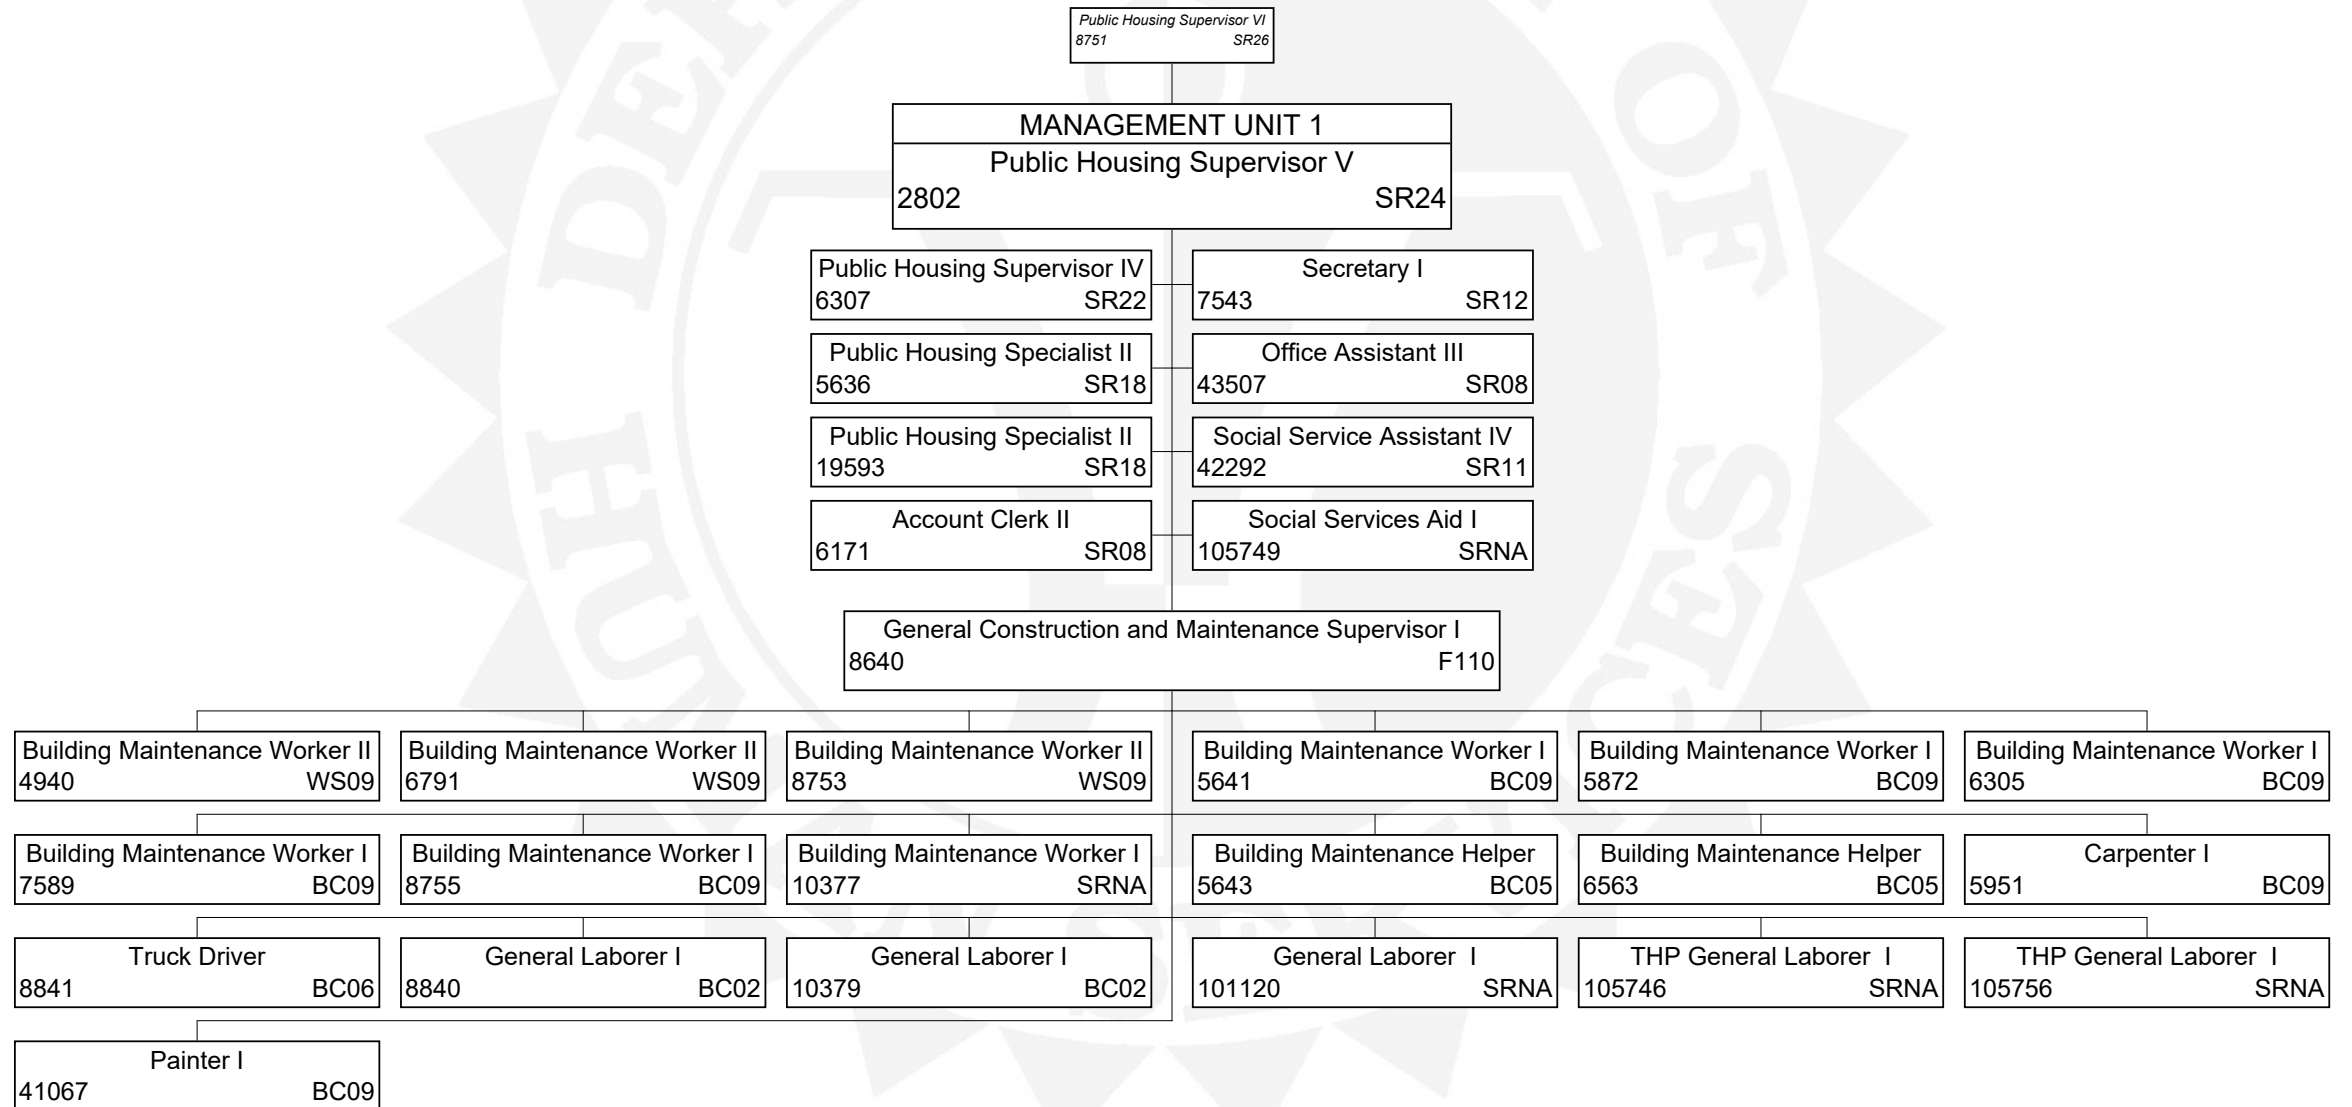 Public Housing Supervisor VI
8751 SR26
MANAGEMENT UNIT 1
Public Housing Supervisor V
2802 SR24
Public Housing Supervisor IV
6307 SR22
Secretary I
7543 SR12
Public Housing Specialist II
5636 SR18
Office Assistant III
43507 SR08
Public Housing Specialist II
19593 SR18
Social Service Assistant IV
42292 SR11
Account Clerk II
6171 SR08
Social Services Aid I
105749 SRNA
General Construction and Maintenance Supervisor I
8640 F110
Building Maintenance Worker II
4940 WS09
Building Maintenance Worker II
6791 WS09
Building Maintenance Worker II
8753 WS09
Building Maintenance Worker I
5641 BC09
Building Maintenance Worker I
5872 BC09
Building Maintenance Worker I
6305 BC09
Building Maintenance Worker I
7589 BC09
Building Maintenance Worker I
8755 BC09
Building Maintenance Worker I
10377 SRNA
Building Maintenance Helper
5643 BC05
Building Maintenance Helper
6563 BC05
Carpenter I
5951 BC09
Truck Driver
8841 BC06
General Laborer I
8840 BC02
General Laborer I
10379 BC02
General Laborer I
101120 SRNA
THP General Laborer I
105746 SRNA
THP General Laborer I
105756 SRNA
Painter I
41067 BC09